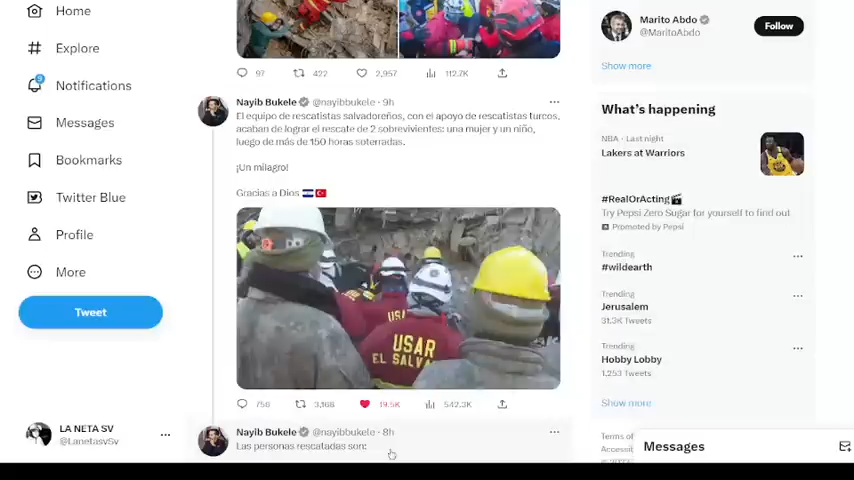 Home
Explore
9
Notifications
Messages
Bookmarks
Twitter Blue
Profile
More
Tweet
LA NETA SV
@LanetasvSv
97
422
2,957
112.7K
Nayib Bukele @nayibbukele · 9h
El equipo de rescatistas salvadoreños, con el apoyo de rescatistas turcos,
acaban de lograr el rescate de 2 sobrevivientes: una mujer y un niño,
luego de más de 150 horas soterradas.
¡Un milagro!
Gracias a Dios
USAR
EL SALVA
756
3,168
19.5K
542.3K
Nayib Bukele @nayibbukele · 8h
Las personas rescatadas son:
Marito Abdo
@MaritoAbdo
Follow
Show more
What's happening
NBA · Last night
Lakers at Warriors
#RealOrActing
Try Pepsi Zero Sugar for yourself to find out
Promoted by Pepsi
Trending
#wildearth
Trending
Jerusalem
31.3K Tweets
Trending
Hobby Lobby
1,253 Tweets
Show more
Terms of
Messages